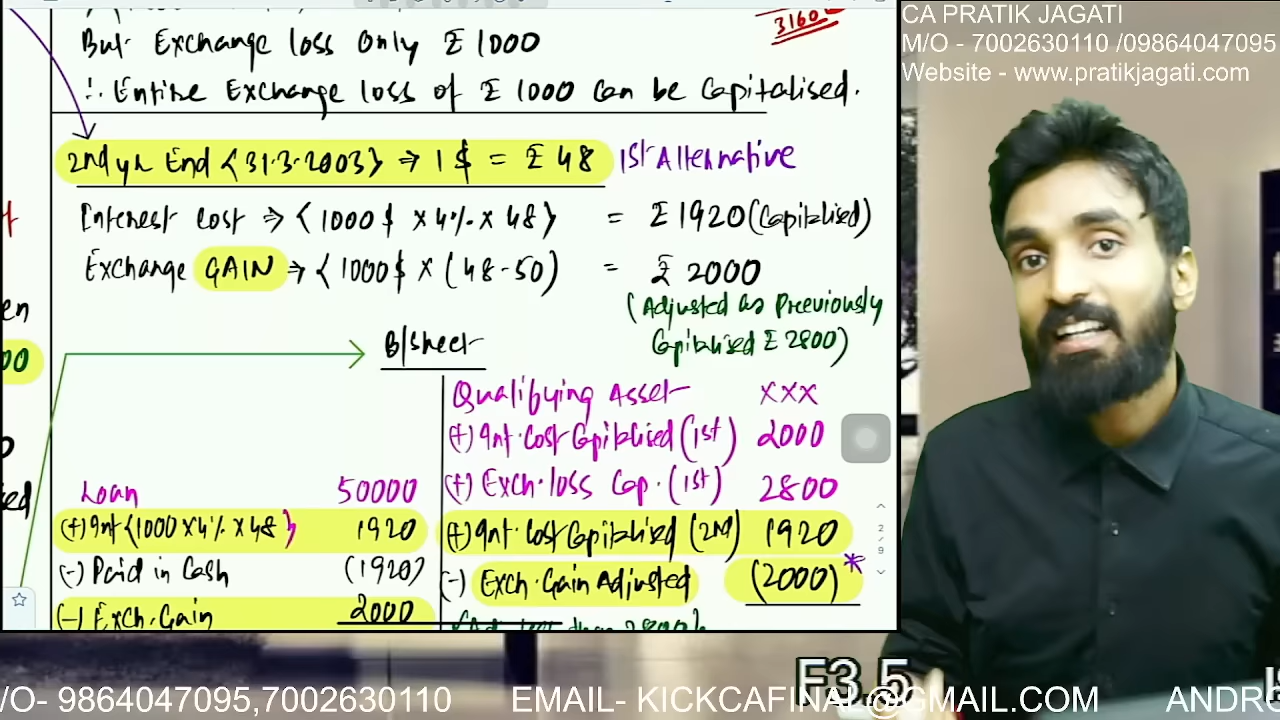 3160
But Exchange loss Only ₹ 1000
∴ Entire Exchange loss of ₹ 1000 can be Capitalised.
2nd yr End {31.3.2003} ⇒ 1 $ = ₹ 48 1st Alternative
Interest cost ⇒ {1000 $ × 4% × 48} = ₹ 1920 (Capitalised)
Exchange GAIN ⇒ {1000 $ × (48-50) = ₹ 2000
(Adjusted as Previously
Capitalised ₹ 2800)
B/Sheet
Qualifying Asset xxx
(+) Int. Cost Capitalised (1st) 2000
Loan 50000
(+) Exch. loss Cap. (1st) 2800
(+) Int {1000 × 4% × 48} 1920
(+) Int. Cost Capitalised (2nd) 1920
(-) Paid in Cash (1920)
(-) Exch. Gain Adjusted (2000) *
(-) Exch. Gain 2000
en
00
CA PRATIK JAGATI
M/O - 7002630110 /09864047095
Website - www.pratikjagati.com
2/9
F3.5
/O- 9864047095,7002630110 EMAIL- KICKCAFINAL@GMAIL.COM ANDRO